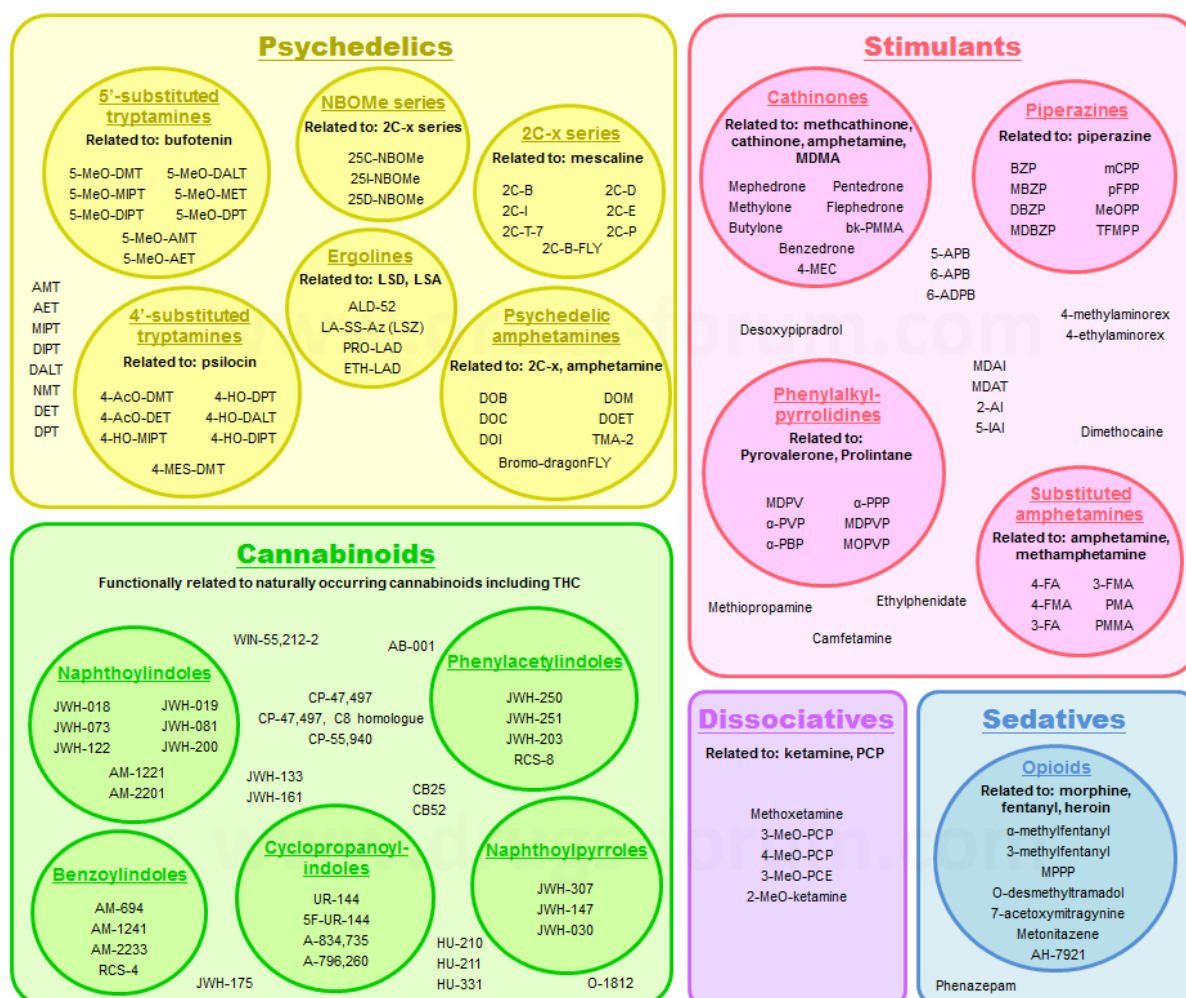 Psychedelics
5'-substituted
tryptamines
Related to: bufotenin
5-MeO-DMT 5-MeO-DALT
5-MeO-MIPT 5-MeO-MET
5-MeO-DIPT 5-MeO-DPT
5-MeO-AMT
5-MeO-AET
NBOMe series
Related to: 2C-x series
25C-NBOMe
25I-NBOMe
25D-NBOMe
2C-x series
Related to: mescaline
2C-B 2C-D
2C-I 2C-E
2C-T-7 2C-P
2C-B-FLY
Ergolines
Related to: LSD, LSA
ALD-52
LA-SS-Az (LSZ)
PRO-LAD
ETH-LAD
AMT
AET
MIPT
DIPT
DALT
NMT
DET
DPT
4'-substituted
tryptamines
Related to: psilocin
4-AcO-DMT 4-HO-DPT
4-AcO-DET 4-HO-DALT
4-HO-MIPT 4-HO-DIPT
4-MES-DMT
Psychedelic
amphetamines
Related to: 2C-x, amphetamine
DOB DOM
DOC DOET
DOI TMA-2
Bromo-dragonFLY
Stimulants
Cathinones
Related to: methcathinone,
cathinone, amphetamine,
MDMA
Mephedrone Pentedrone
Methylone Flephedrone
Butylone bk-PMMA
Benzedrone
4-MEC
Piperazines
Related to: piperazine
BZP mCPP
MBZP pFPP
DBZP MeOPP
MDBZP TFMPP
5-APB
6-APB
6-ADPB
Desoxypipradrol
4-methylaminorex
4-ethylaminorex
MDAI
MDAT
2-AI
5-IAI
Dimethocaine
Phenylalkyl-
pyrrolidines
Related to:
Pyrovalerone, Prolintane
MDPV α-PPP
α-PVP MDPVP
α-PBP MOPVP
Substituted
amphetamines
Related to: amphetamine,
methamphetamine
4-FA 3-FMA
4-FMA PMA
3-FA PMMA
Methiopropamine
Ethylphenidate
Camfetamine
Cannabinoids
Functionally related to naturally occurring cannabinoids including THC
WIN-55,212-2
AB-001
Naphthoylindoles
JWH-018 JWH-019
JWH-073 JWH-081
JWH-122 JWH-200
AM-1221
AM-2201
CP-47,497
CP-47,497, C8 homologue
CP-55,940
Phenylacetylindoles
JWH-250
JWH-251
JWH-203
RCS-8
JWH-133
JWH-161
CB25
CB52
Benzoylindoles
AM-694
AM-1241
AM-2233
RCS-4
Cyclopropanoyl-
indoles
UR-144
5F-UR-144
A-834,735
A-796,260
Naphthoylpyrroles
JWH-307
JWH-147
JWH-030
HU-210
HU-211
HU-331
JWH-175
O-1812
Dissociatives
Related to: ketamine, PCP
Methoxetamine
3-MeO-PCP
4-MeO-PCP
3-MeO-PCE
2-MeO-ketamine
Sedatives
Opioids
Related to: morphine,
fentanyl, heroin
α-methylfentanyl
3-methylfentanyl
MPPP
O-desmethyltramadol
7-acetoxymitragynine
Metonitazene
AH-7921
Phenazepam
www.drugs-forum.com
www.drugs-forum.com